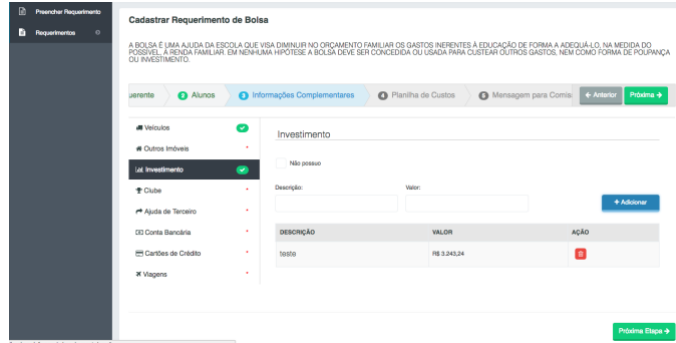 Preencher Requerimento
Requerimentos
Cadastrar Requerimento de Bolsa
A BOLSA É UMA AJUDA DA ESCOLA QUE VISA DIMINUIR NO ORÇAMENTO FAMILIAR OS GASTOS INERENTES À EDUCAÇÃO DE FORMA A ADEQUÁ-LO, NA MEDIDA DO
POSSÍVEL, À RENDA FAMILIAR. EM NENHUMA HIPÓTESE A BOLSA DEVE SER CONCEDIDA OU USADA PARA CUSTEAR OUTROS GASTOS, NEM COMO FORMA DE POUPANÇA
OU INVESTIMENTO.
uerente 2 Alunos 3 Informações Complementares 4 Planilha de Custos 5 Mensagem para Comis ← Anterior Próxima →
Veículos
Outros Imóveis *
Investimento
Clube *
Ajuda de Terceiro *
Conta Bancária *
Cartões de Crédito *
Viagens *
Investimento
Não possuo
Descrição: Valor:
+ Adicionar
DESCRIÇÃO VALOR AÇÃO
teste R$ 3.243,24
Próxima Etapa →